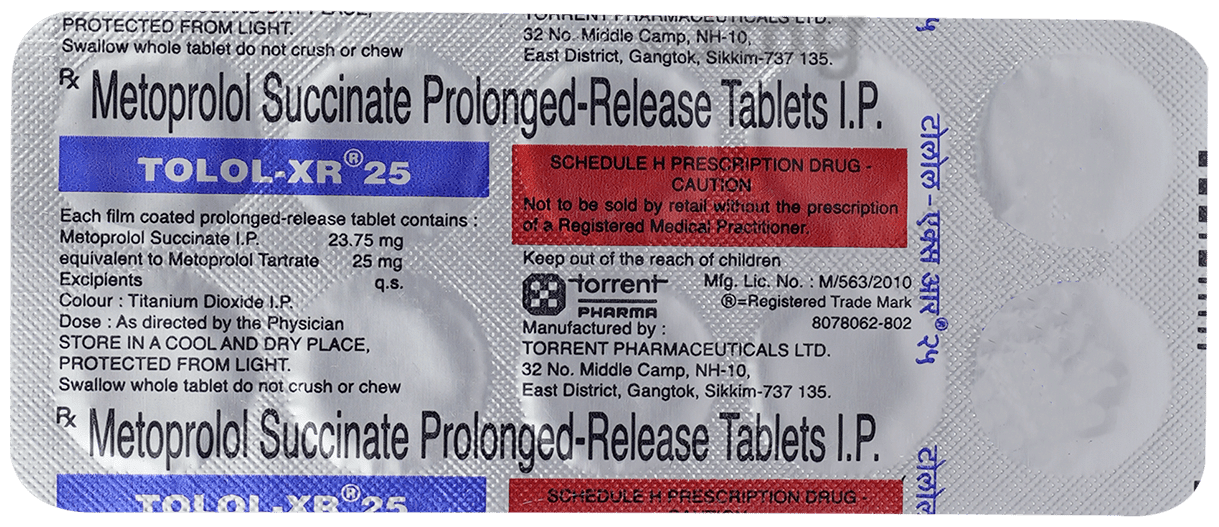 PROTECTED FROM LIGHT.
Swallow whole tablet do not crush or chew
TORRENT PHARMACEUTICALS LTD.
32 No. Middle Camp, NH-10,
East District, Gangtok, Sikkim-737 135.
Rx Metoprolol Succinate Prolonged-Release Tablets I.P.
TOLOL-XR® 25
Each film coated prolonged-release tablet contains :
Metoprolol Succinate I.P. 23.75 mg
equivalent to Metoprolol Tartrate 25 mg
Excipients q.s.
Colour : Titanium Dioxide I.P.
Dose : As directed by the Physician
STORE IN A COOL AND DRY PLACE,
PROTECTED FROM LIGHT.
Swallow whole tablet do not crush or chew
SCHEDULE H PRESCRIPTION DRUG -
CAUTION
Not to be sold by retail without the prescription
of a Registered Medical Practitioner.
Keep out of the reach of children
torrent
PHARMA
Mfg. Lic. No. : M/563/2010
®=Registered Trade Mark
8078062-802
Manufactured by :
TORRENT PHARMACEUTICALS LTD.
32 No. Middle Camp, NH-10,
East District, Gangtok, Sikkim-737 135.
टोलोल - एक्स आर® २५
Rx Metoprolol Succinate Prolonged-Release Tablets I.P.
TOLOL-XR® 25
SCHEDULE H PRESCRIPTION DRUG -
टोलोल